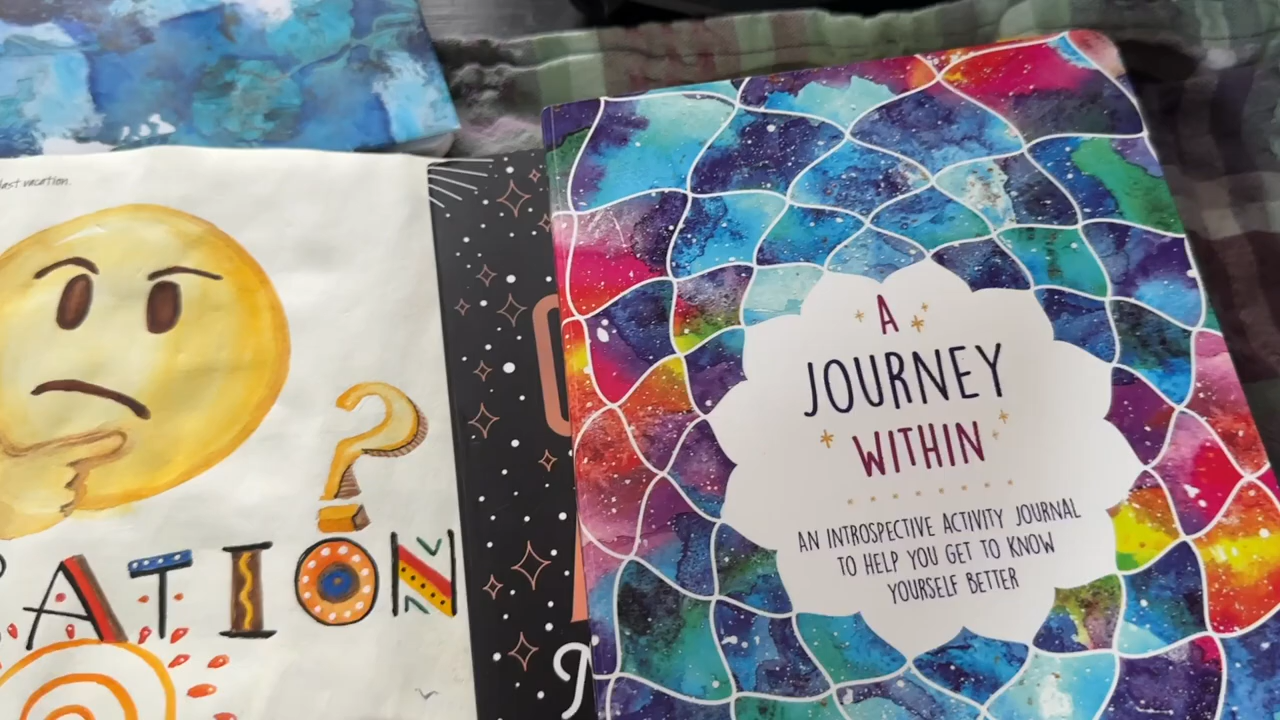 last vacation.
?
ATION
A
JOURNEY
WITHIN
AN INTROSPECTIVE ACTIVITY JOURNAL
TO HELP YOU GET TO KNOW
YOURSELF BETTER